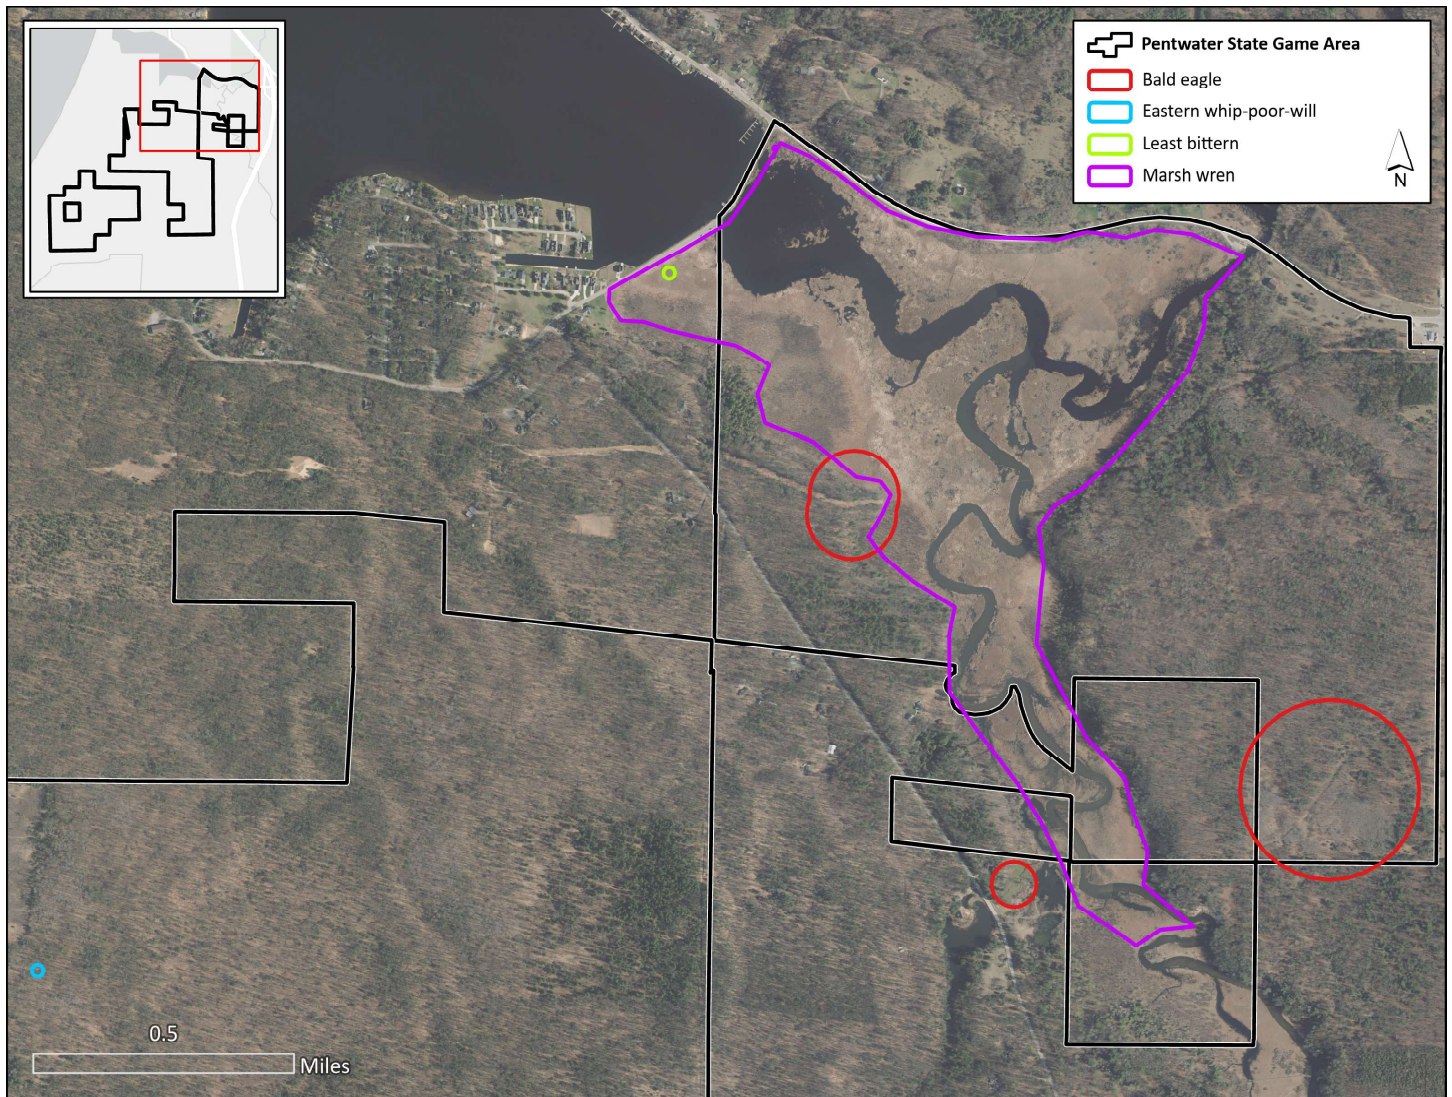 Pentwater State Game Area
Bald eagle
Eastern whip-poor-will
Least bittern
Marsh wren
N
0.5
Miles